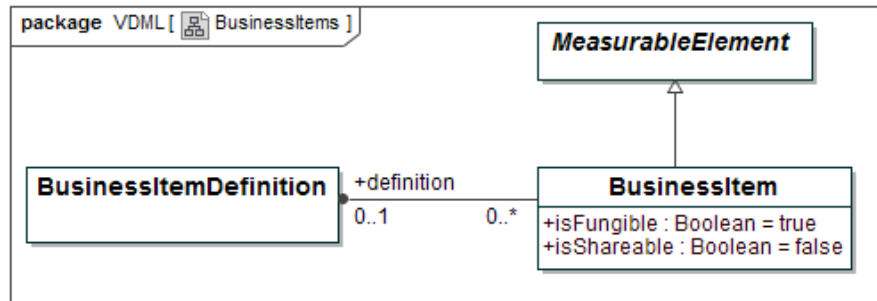 package VDML [ BusinessItems ]
MeasurableElement
BusinessItemDefinition
+definition
0..1
0..*
BusinessItem
+isFungible : Boolean = true
+isShareable : Boolean = false